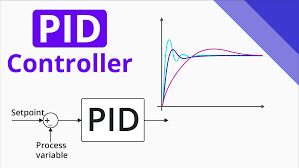 PID
Controller
Setpoint
+
−
PID
Process
variable